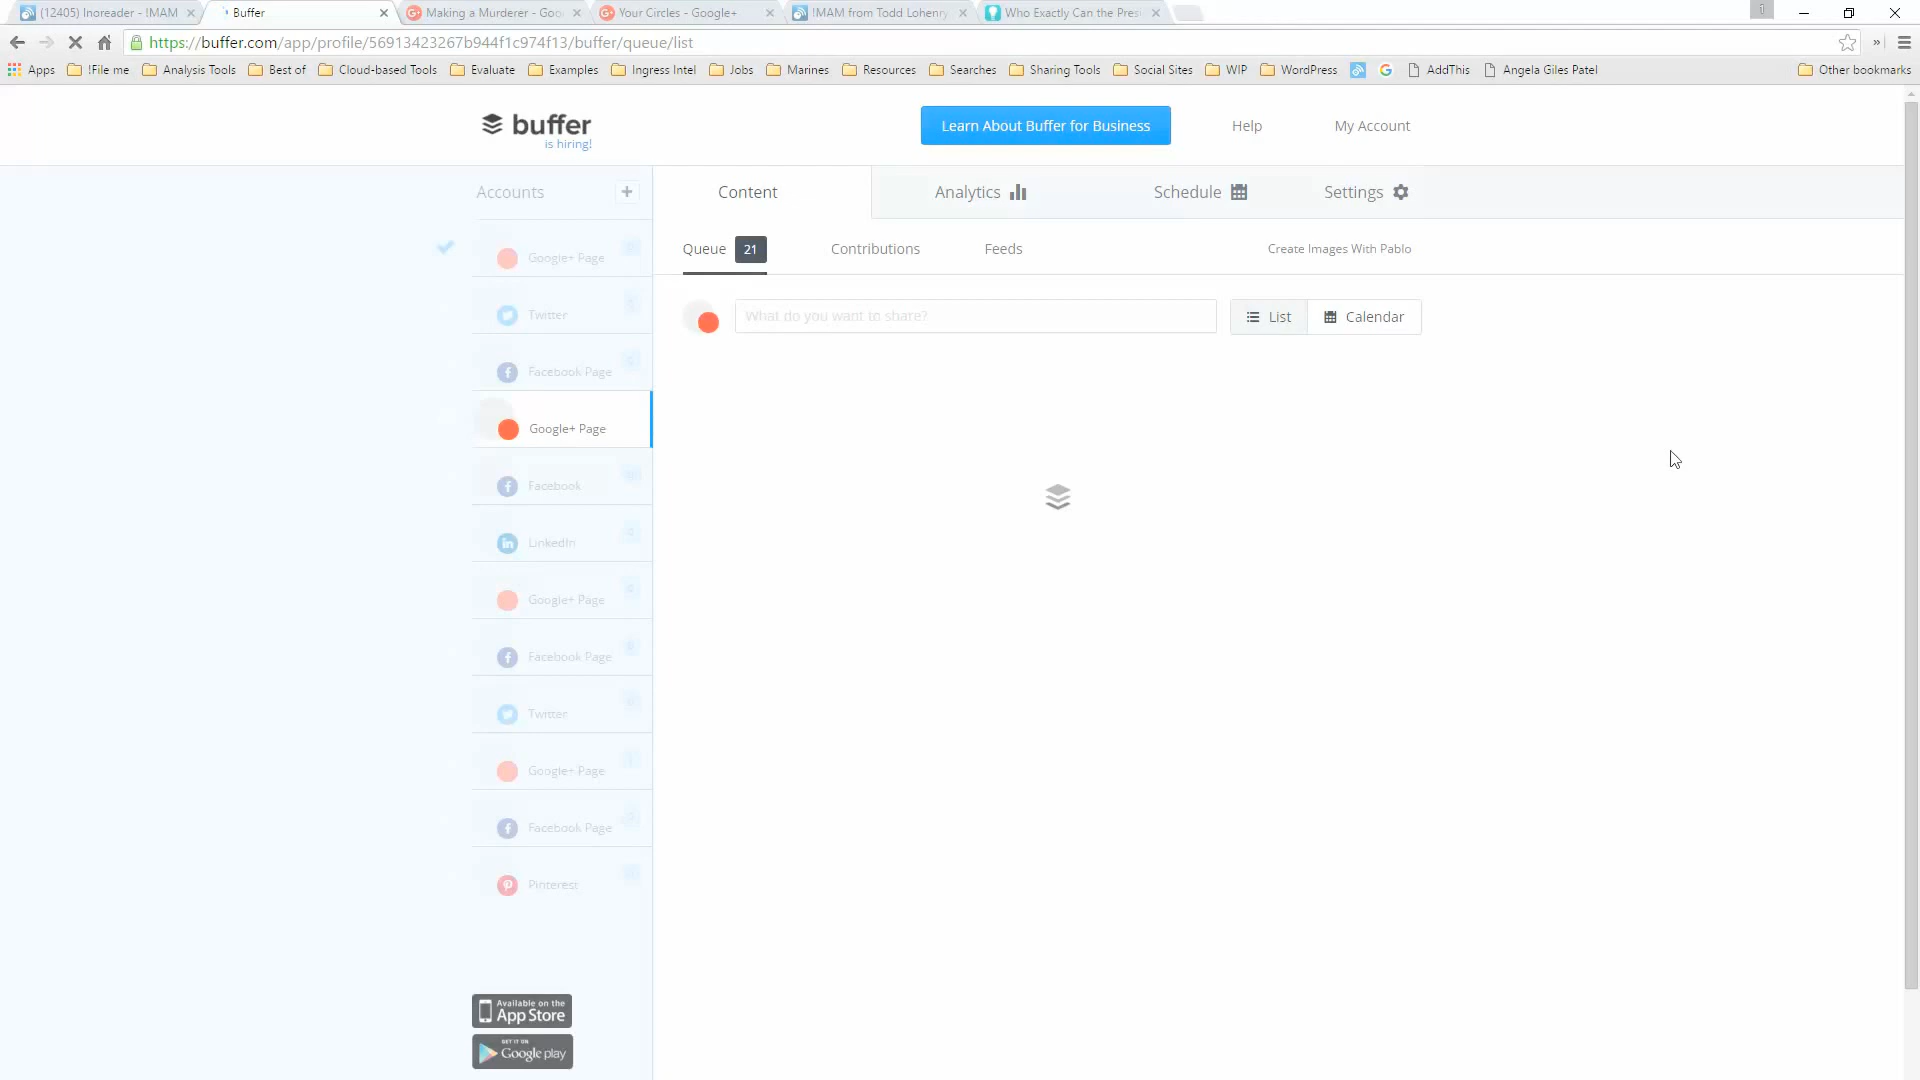 (12405) Inoreader - !MAM
Buffer
Making a Murderer - Goo
Your Circles - Google+
!MAM from Todd Lohenry
Who Exactly Can the Pres
1
https://buffer.com/app/profile/56913423267b944f1c974f13/buffer/queue/list
»
Apps
!File me
Analysis Tools
Best of
Cloud-based Tools
Evaluate
Examples
Ingress Intel
Jobs
Marines
Resources
Searches
Sharing Tools
Social Sites
WIP
WordPress
AddThis
Angela Giles Patel
Other bookmarks
buffer
is hiring!
Learn About Buffer for Business
Help
My Account
Accounts
+
Content
Analytics
Schedule
Settings
Queue 21
Contributions
Feeds
Create Images With Pablo
What do you want to share?
List
Calendar
Google+ Page
Twitter
Facebook Page
Google+ Page
Facebook
LinkedIn
Google+ Page
Facebook Page
Twitter
Google+ Page
Facebook Page
Pinterest
Available on the
App Store
GET IT ON
Google play